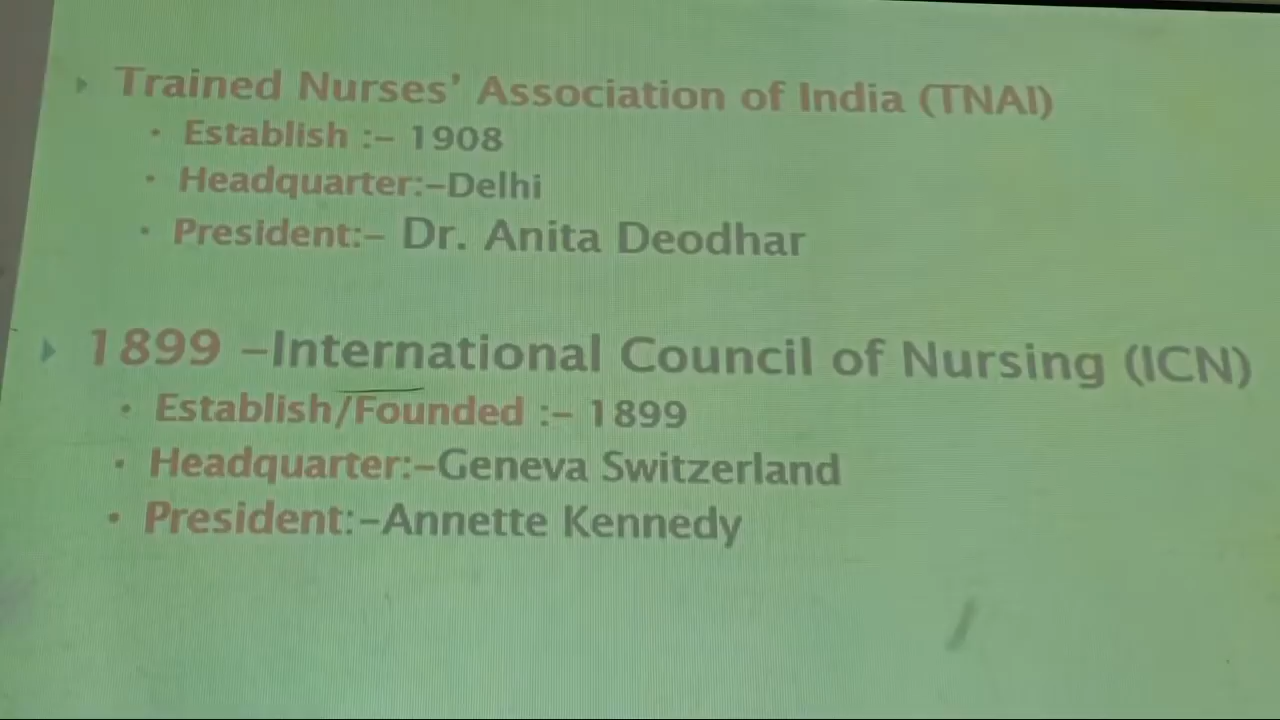 Trained Nurses' Association of India (TNAI)
Establish :- 1908
Headquarter:-Delhi
President:- Dr. Anita Deodhar
1899 -International Council of Nursing (ICN)
Establish/Founded :- 1899
Headquarter:-Geneva Switzerland
President:-Annette Kennedy